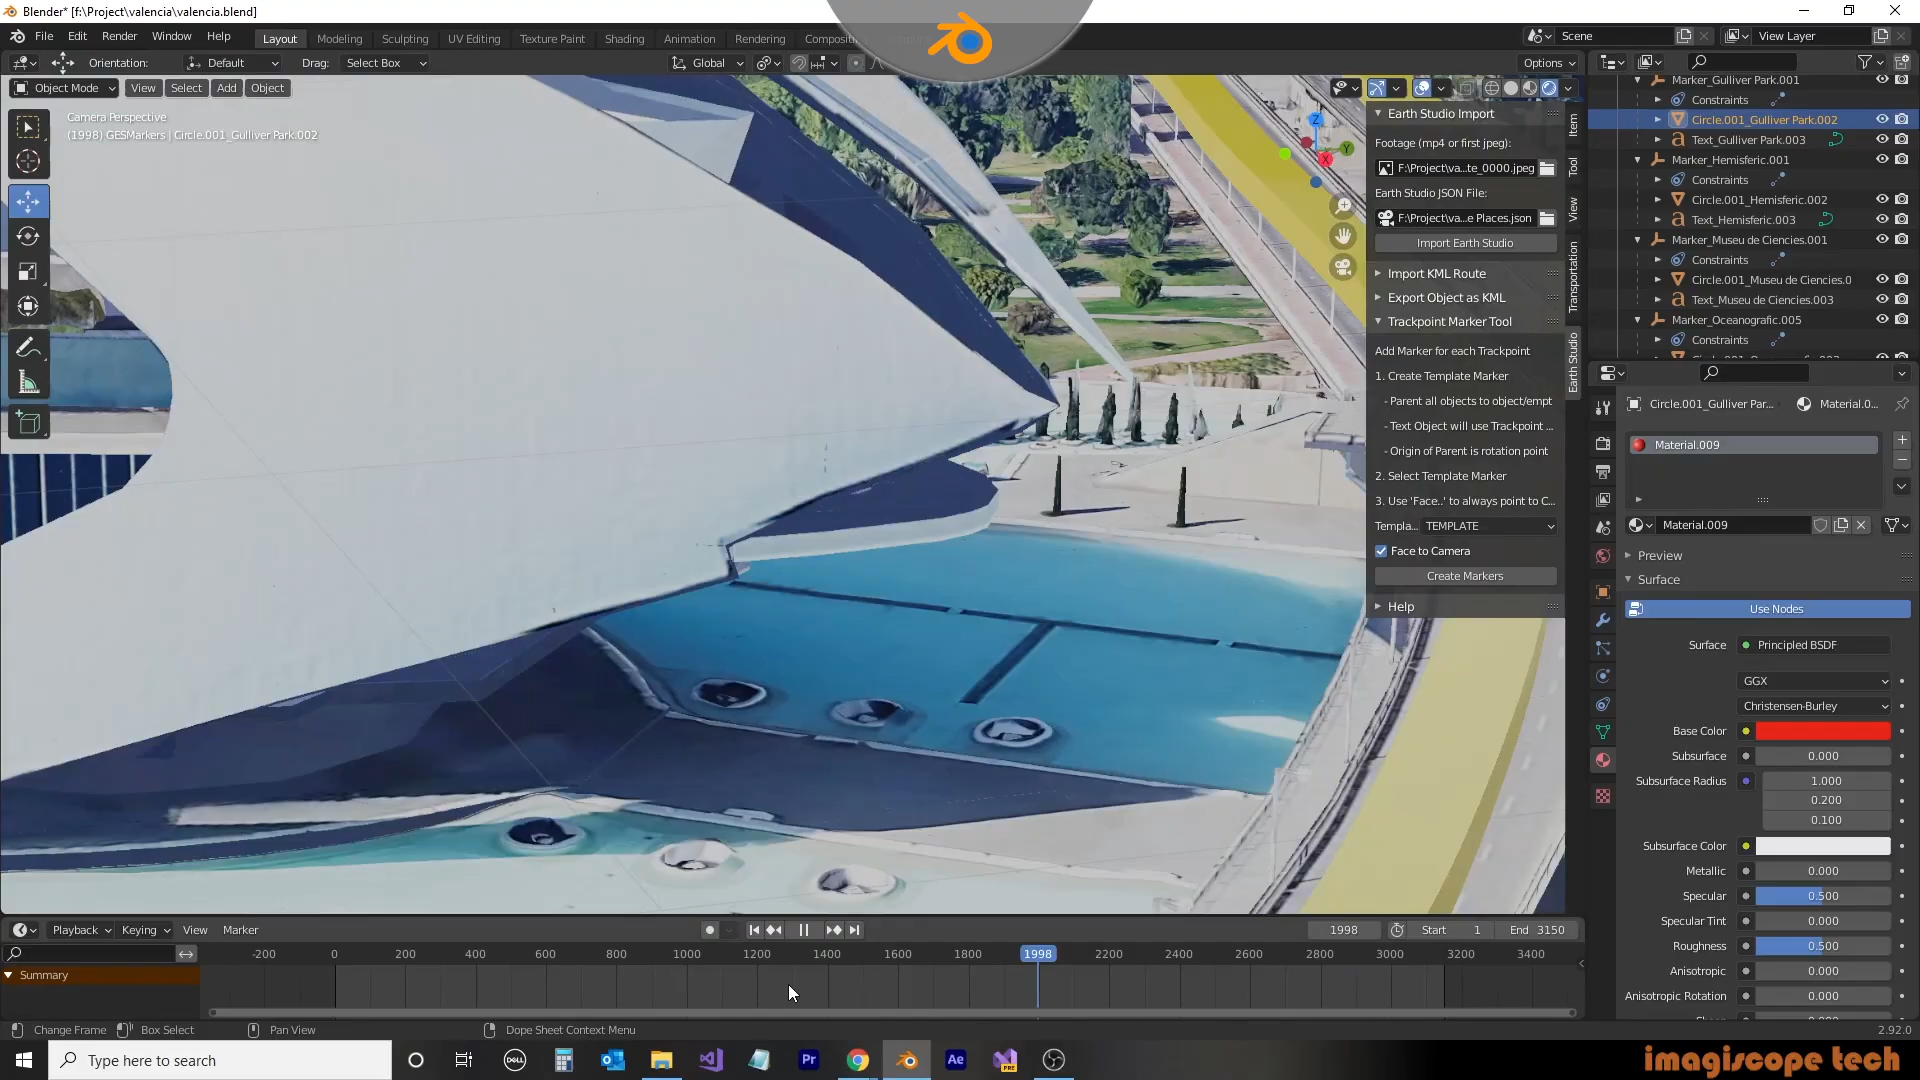 Blender* [f:\Project\valencia\valencia.blend]
File Edit Render Window Help
Layout Modeling Sculpting UV Editing Texture Paint Shading Animation Rendering
Scene View Layer
Orientation: Default Drag: Select Box Global Options
Object Mode View Select Add Object
Camera Perspective
(1998) GESMarkers | Circle.001_Gulliver Park.002
Z
Y
X
Earth Studio Import
Footage (mp4 or first jpeg):
F:\Project\va...te_0000.jpeg
Earth Studio JSON File:
F:\Project\va...e Places.json
Import Earth Studio
Import KML Route
Export Object as KML
Trackpoint Marker Tool
Add Marker for each Trackpoint
1. Create Template Marker
- Parent all objects to object/empt
- Text Object will use Trackpoint ...
- Origin of Parent is rotation point
2. Select Template Marker
3. Use 'Face..' to always point to C...
Templa... TEMPLATE
Face to Camera
Create Markers
Help
Item
Tool
View
Transportation
Earth Studio
Marker_Gulliver Park.001
Constraints
Circle.001_Gulliver Park.002
Text_Gulliver Park.003
Marker_Hemisferic.001
Constraints
Circle.001_Hemisferic.002
Text_Hemisferic.003
Marker_Museu de Ciencies.001
Constraints
Circle.001_Museu de Ciencies.0
Text_Museu de Ciencies.003
Marker_Oceanografic.005
Constraints
Circle.001_Gulliver Par... Material.0...
Material.009
Material.009
Preview
Surface
Use Nodes
Surface Principled BSDF
GGX
Christensen-Burley
Base Color
Subsurface 0.000
Subsurface Radius 1.000
0.200
0.100
Subsurface Color
Metallic 0.000
Specular 0.500
Specular Tint 0.000
Roughness 0.500
Anisotropic 0.000
Anisotropic Rotation 0.000
Playback Keying View Marker 1998 Start 1 End 3150
-200 0 200 400 600 800 1000 1200 1400 1600 1800 1998 2200 2400 2600 2800 3000 3200 3400
Summary
Change Frame Box Select Pan View Dope Sheet Context Menu 2.92.0
Type here to search
DELL
Pr
Ae
PRE
imagiscope tech